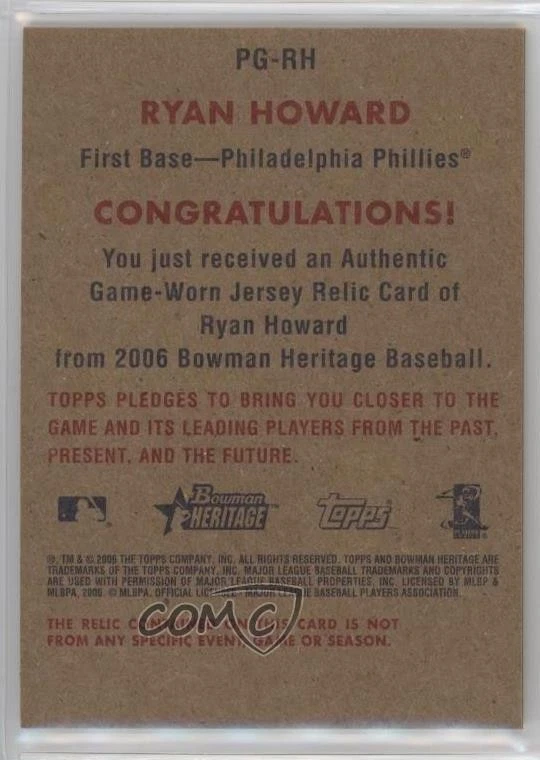 PG-RH
RYAN HOWARD
First Base—Philadelphia Phillies®
CONGRATULATIONS!
You just received an Authentic
Game-Worn Jersey Relic Card of
Ryan Howard
from 2006 Bowman Heritage Baseball.
TOPPS PLEDGES TO BRING YOU CLOSER TO THE
GAME AND ITS LEADING PLAYERS FROM THE PAST,
PRESENT, AND THE FUTURE.
Bowman
HERITAGE
topps
®, TM & © 2006 THE TOPPS COMPANY, INC. ALL RIGHTS RESERVED. TOPPS AND BOWMAN HERITAGE ARE
TRADEMARKS OF THE TOPPS COMPANY, INC. MAJOR LEAGUE BASEBALL TRADEMARKS AND COPYRIGHTS
ARE USED WITH PERMISSION OF MAJOR LEAGUE BASEBALL PROPERTIES, INC. LICENSED BY MLBP &
MLBPA, 2006. © MLBPA. OFFICIAL LICENSEE - MAJOR LEAGUE BASEBALL PLAYERS ASSOCIATION.
COMC
THE RELIC CONTAINED ON THIS CARD IS NOT
FROM ANY SPECIFIC EVENT, GAME OR SEASON.